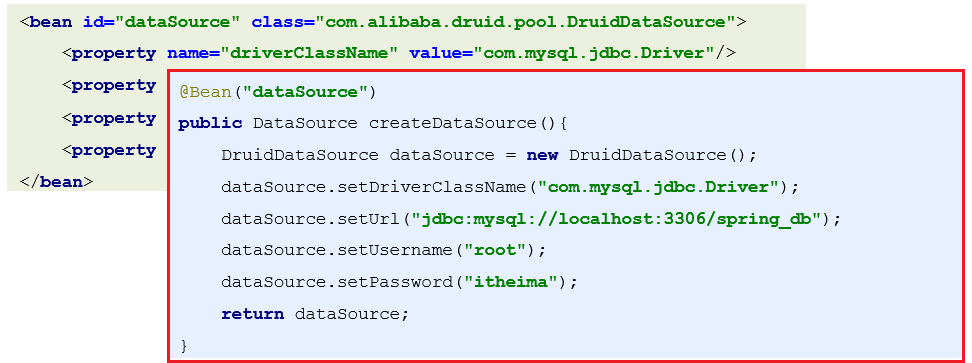 <bean id="dataSource" class="com.alibaba.druid.pool.DruidDataSource">
    <property name="driverClassName" value="com.mysql.jdbc.Driver"/>
    <property
    <property
    <property
</bean>
@Bean("dataSource")
public DataSource createDataSource(){
    DruidDataSource dataSource = new DruidDataSource();
    dataSource.setDriverClassName("com.mysql.jdbc.Driver");
    dataSource.setUrl("jdbc:mysql://localhost:3306/spring_db");
    dataSource.setUsername("root");
    dataSource.setPassword("itheima");
    return dataSource;
}